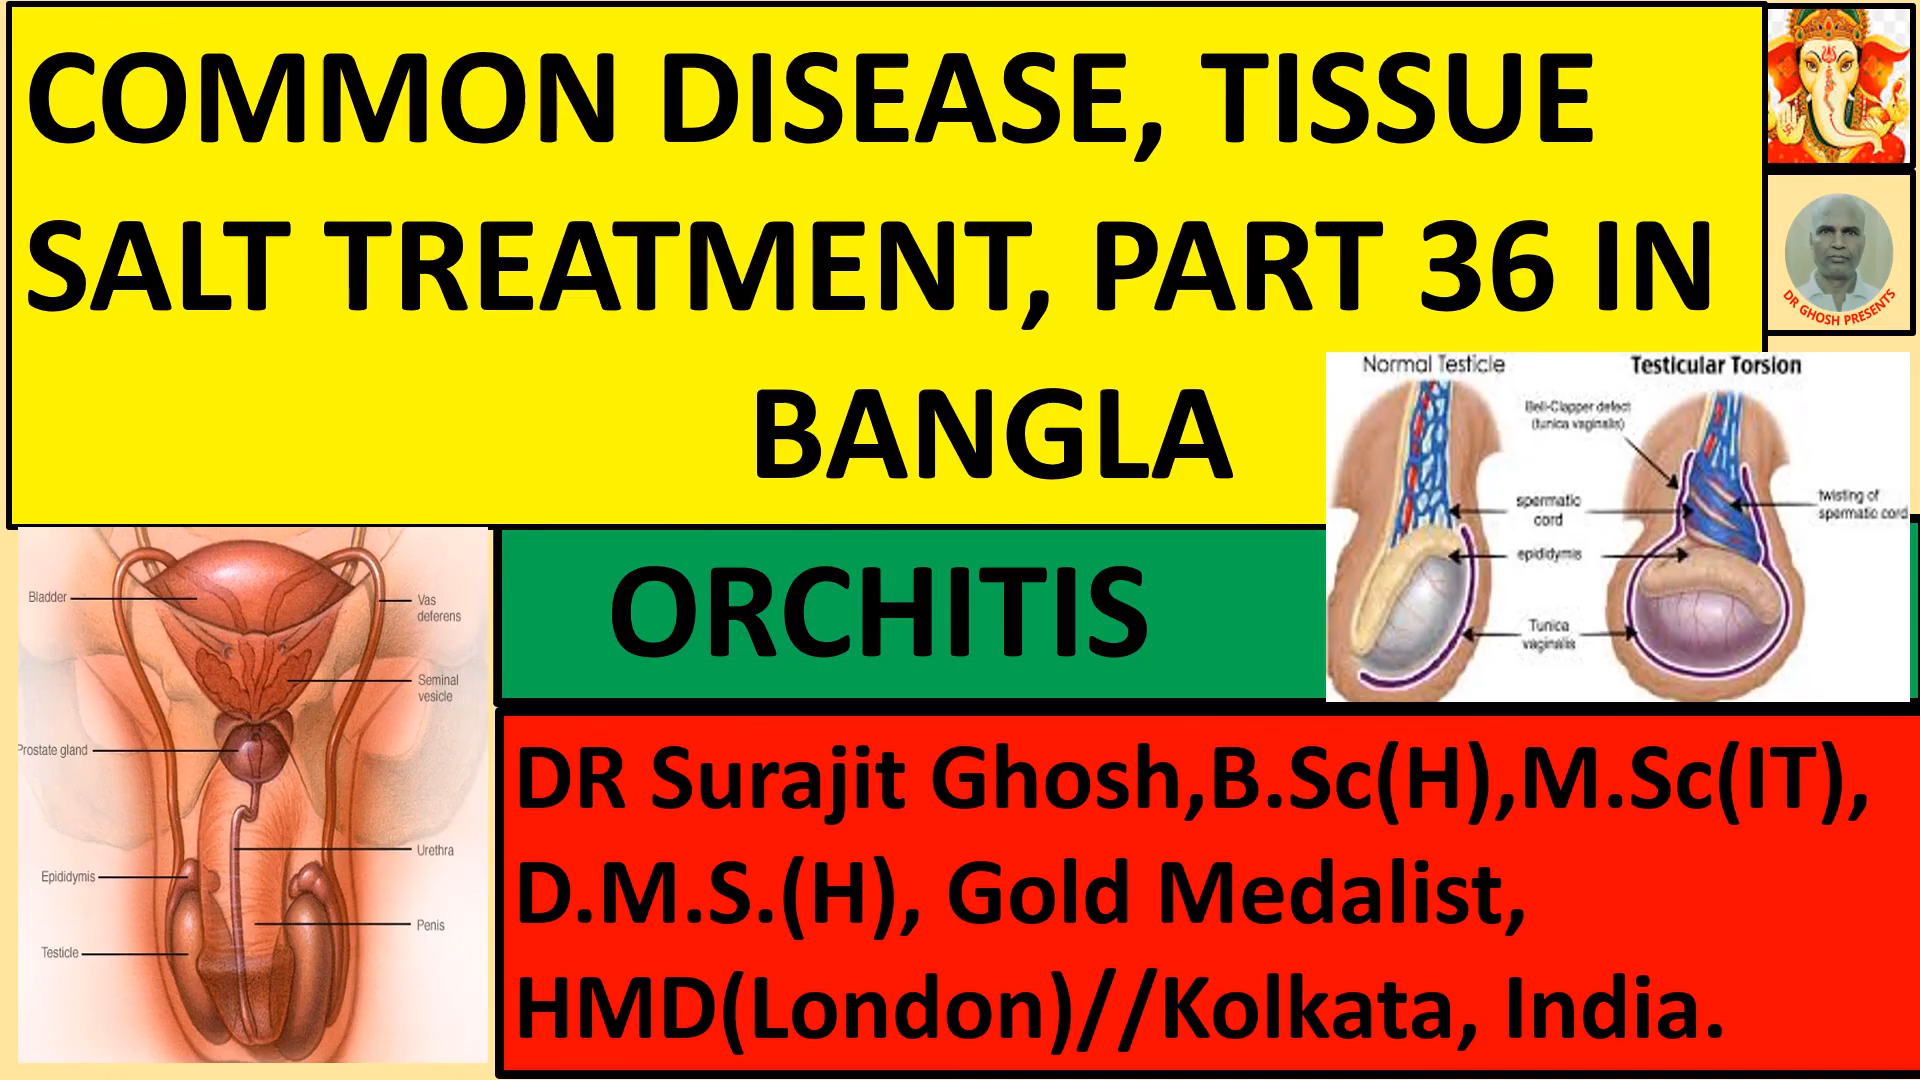 COMMON DISEASE, TISSUE
SALT TREATMENT, PART 36 IN
BANGLA
DR GHOSH PRESENTS
Normal Testicle
Testicular Torsion
Bell-Clapper defect
(tunica vaginalis)
spermatic
cord
twisting of
spermatic cord
epididymis
Tunica
vaginalis
ORCHITIS
Bladder
Vas
deferens
Seminal
vesicle
Prostate gland
Urethra
Epididymis
Penis
Testicle
DR Surajit Ghosh,B.Sc(H),M.Sc(IT),
D.M.S.(H), Gold Medalist,
HMD(London)//Kolkata, India.